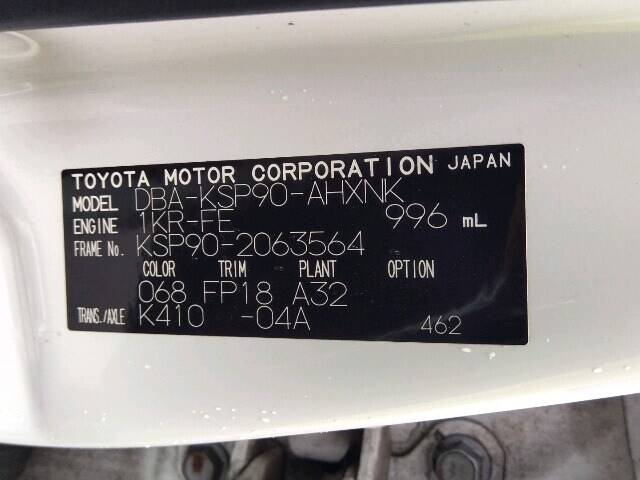 TOYOTA MOTOR CORPORATION JAPAN
MODEL DBA-KSP90-AHXNK
ENGINE 1KR-FE 996 mL
FRAME No. KSP90-2063564
COLOR TRIM PLANT OPTION
068 FP18 A32
TRANS./AXLE K410 -04A 462